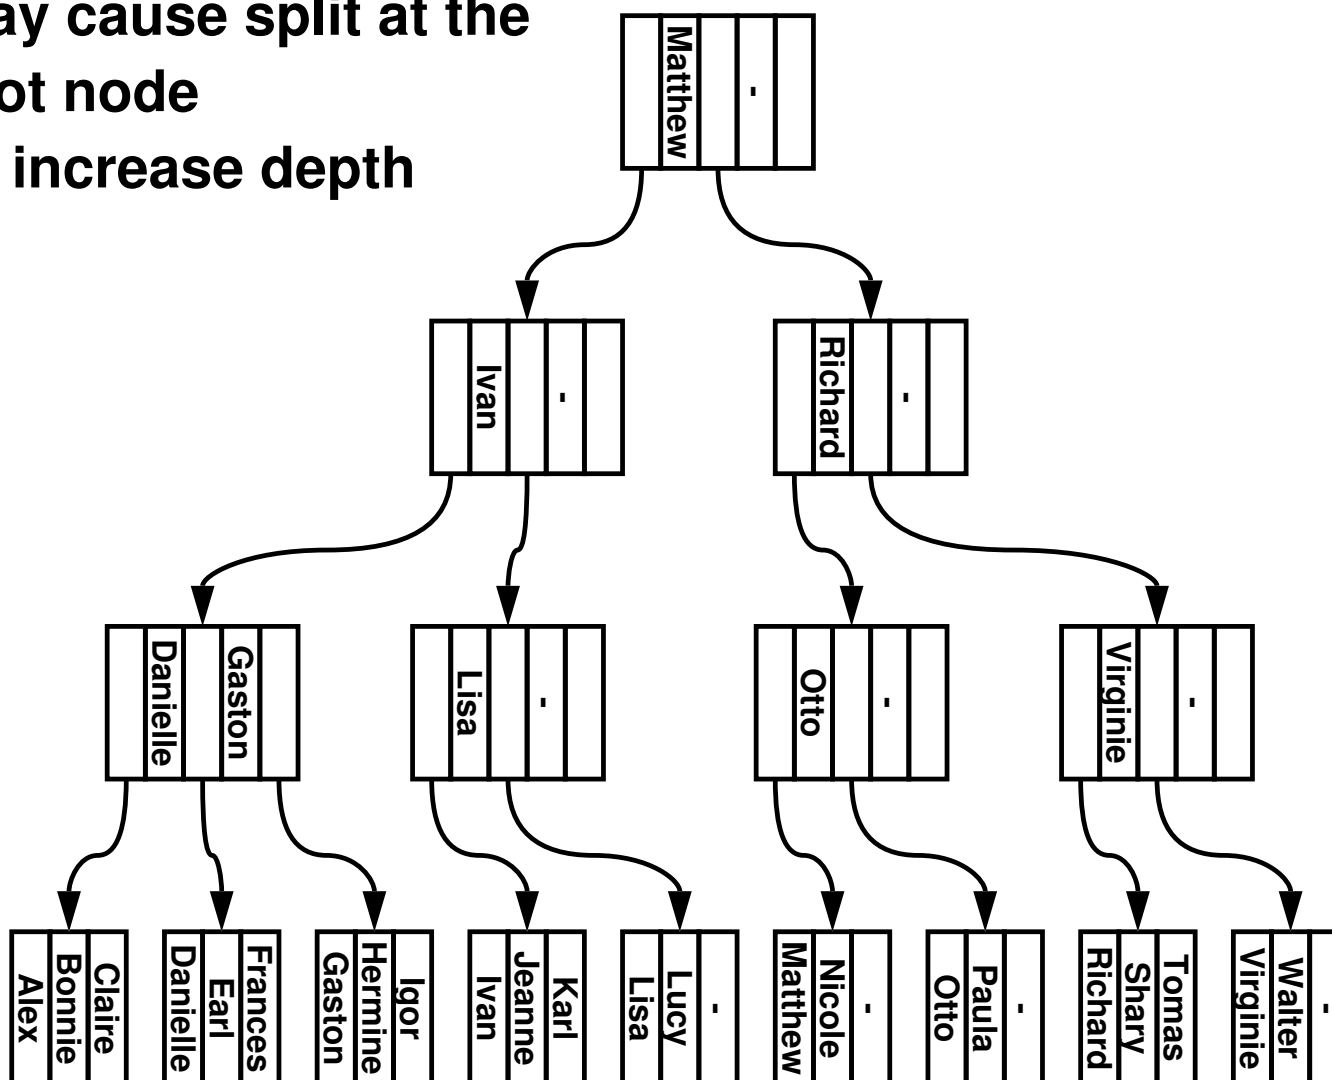 ay cause split at the
ot node
increase depth
Matthew
-
Ivan
-
Richard
-
Danielle
Gaston
Lisa
-
Otto
-
Virginie
-
Alex
Bonnie
Claire
Danielle
Earl
Frances
Gaston
Hermine
Igor
Ivan
Jeanne
Karl
Lisa
Lucy
-
Matthew
Nicole
-
Otto
Paula
-
Richard
Shary
Tomas
Virginie
Walter
-